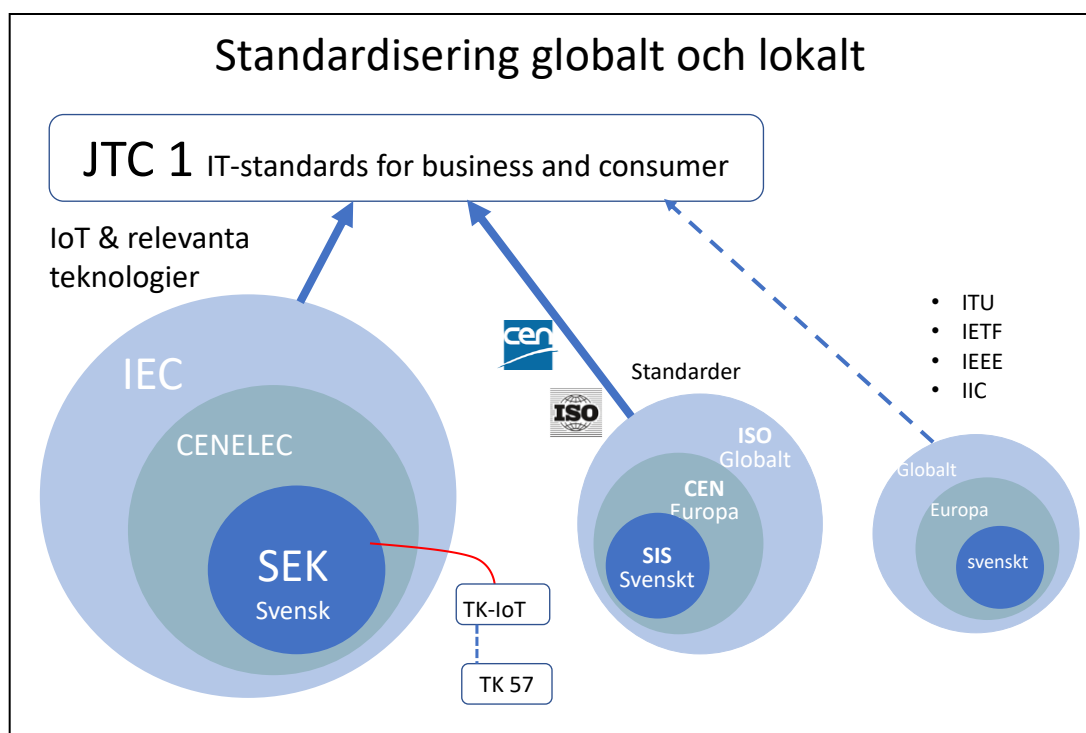 Standardisering globalt och lokalt
JTC 1 IT-standards for business and consumer
IoT & relevanta
teknologier
IEC
CENELEC
SEK
Svensk
TK-IoT
TK 57
cen
ISO
Standarder
ISO
Globalt
CEN
Europa
SIS
Svenskt
• ITU
• IETF
• IEEE
• IIC
Globalt
Europa
svenskt